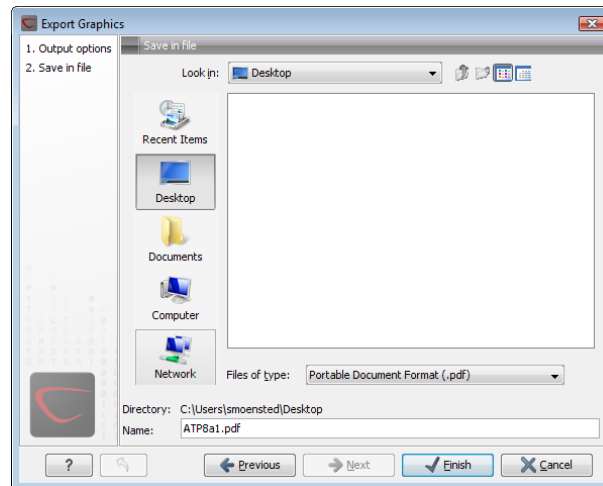 Export Graphics
1. Output options
2. Save in file
Save in file
Look in:
Desktop
Recent Items
Desktop
Documents
Computer
Network
Files of type:
Portable Document Format (.pdf)
Directory: C:\Users\smoensted\Desktop
Name: ATP8a1.pdf
? Previous Next Finish Cancel